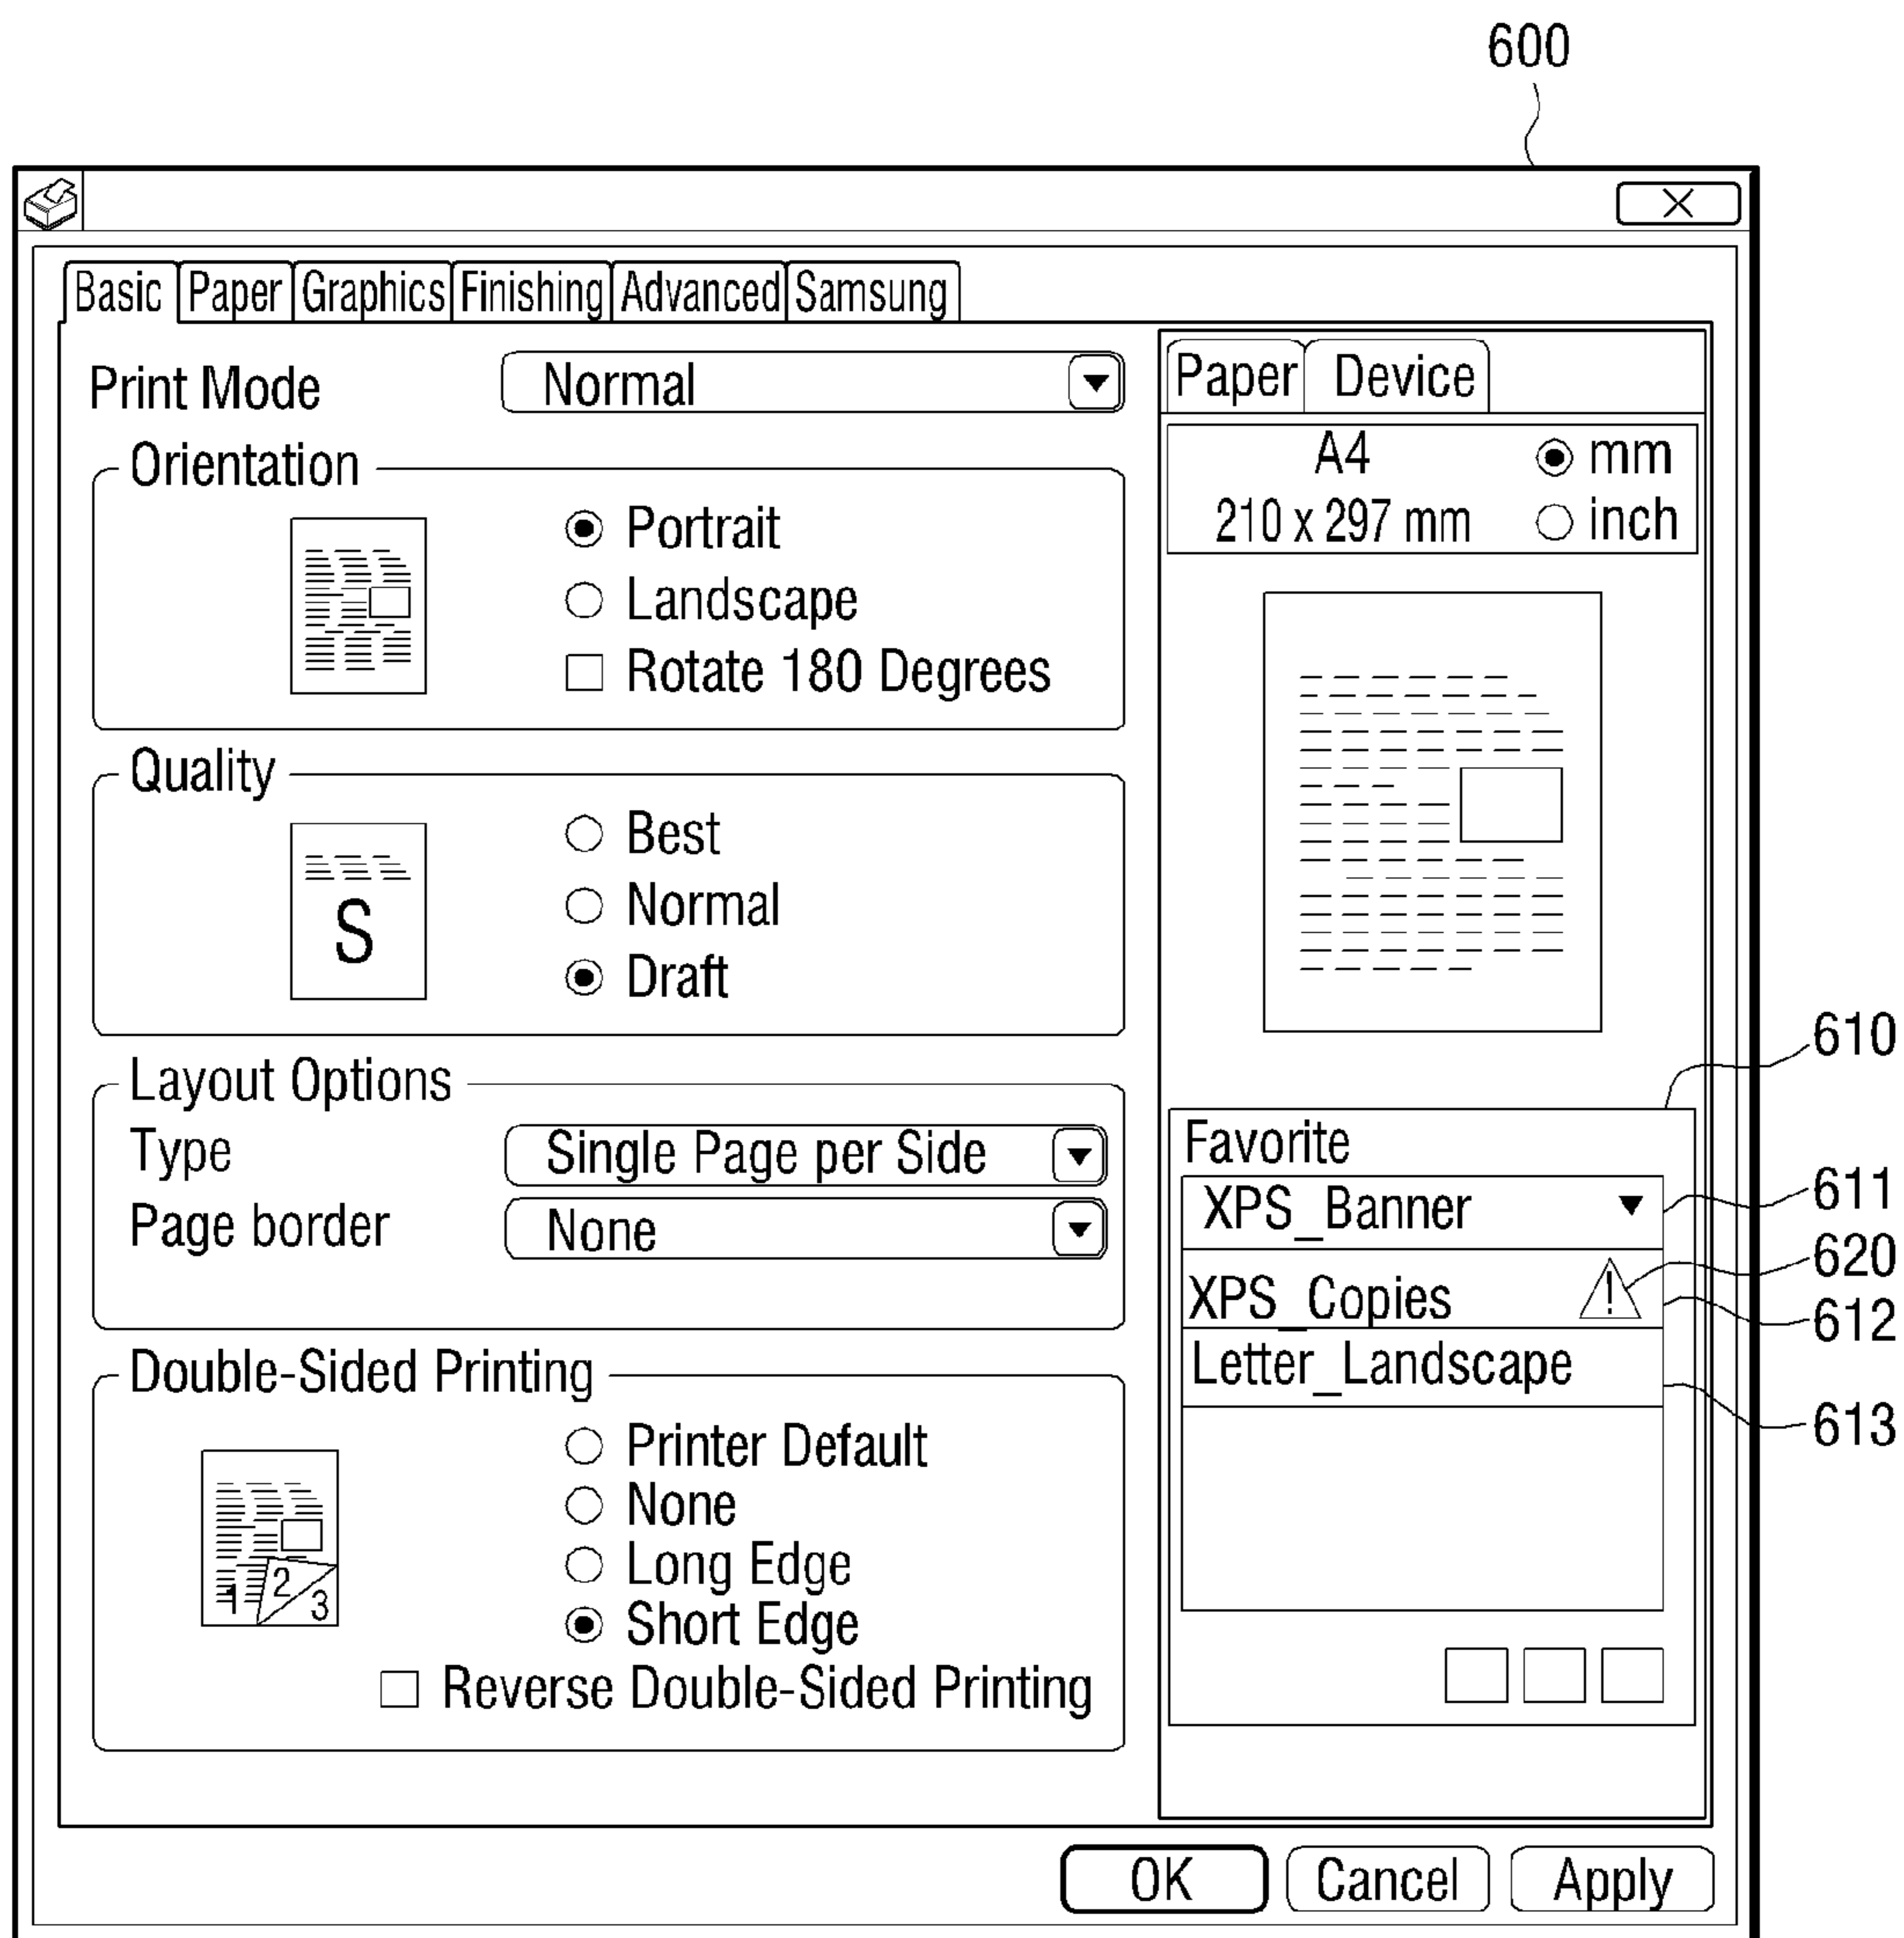 600
Basic Paper Graphics Finishing Advanced Samsung
Print Mode Normal
Orientation
Portrait
Landscape
Rotate 180 Degrees
Quality
S
Best
Normal
Draft
Layout Options
Type Single Page per Side
Page border None
Double-Sided Printing
Printer Default
None
Long Edge
Short Edge
1 2 3
Reverse Double-Sided Printing
Paper Device
A4 mm
210 x 297 mm inch
610
Favorite
XPS_Banner 611
620
XPS_Copies ! 612
Letter_Landscape 613
OK Cancel Apply